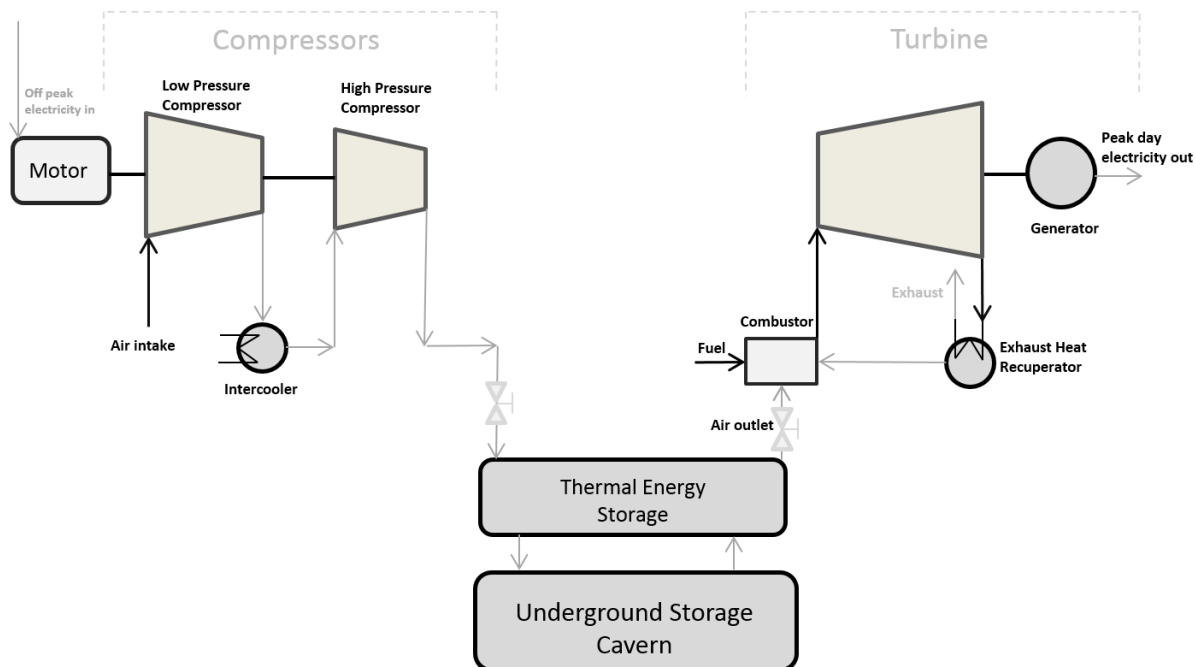 Compressors
Turbine
Off peak
electricity in
Low Pressure
Compressor
High Pressure
Compressor
Motor
Peak day
electricity out
Generator
Air intake
Intercooler
Exhaust
Combustor
Fuel
Exhaust Heat
Recuperator
Air outlet
Thermal Energy
Storage
Underground Storage
Cavern